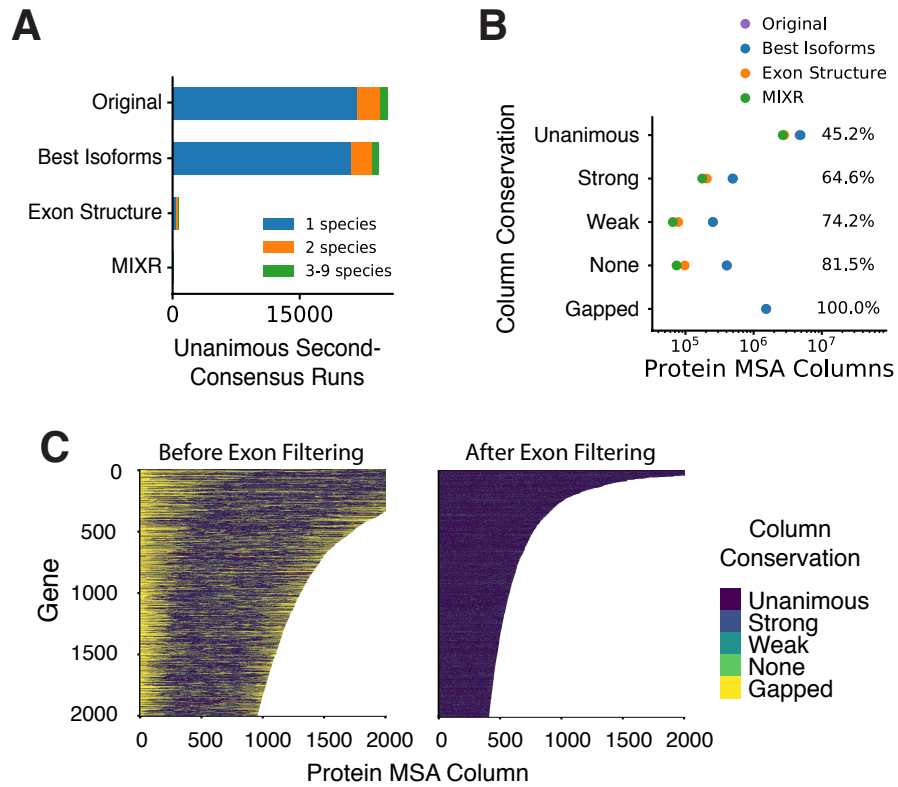 A
Original
Best Isoforms
Exon Structure
MIXR
1 species
2 species
3-9 species
0 15000
Unanimous Second-
Consensus Runs
B
Original
Best Isoforms
Exon Structure
MIXR
Column Conservation
Unanimous 45.2%
Strong 64.6%
Weak 74.2%
None 81.5%
Gapped 100.0%
10⁵ 10⁶ 10⁷
Protein MSA Columns
C
Before Exon Filtering After Exon Filtering
Gene
0
500
1000
1500
2000
0 500 1000 1500 2000 0 500 1000 1500 2000
Protein MSA Column
Column
Conservation
Unanimous
Strong
Weak
None
Gapped